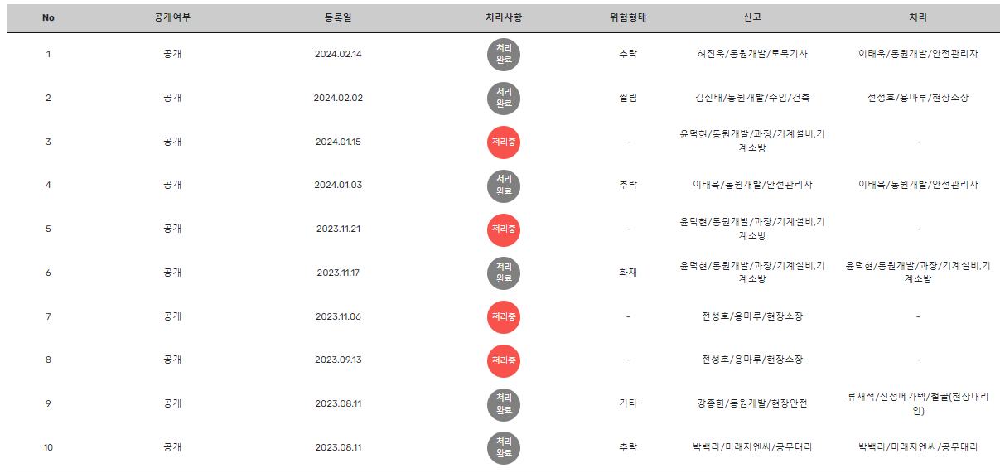 No 공개여부 등록일 처리사항 위험형태 신고 처리
1 공개 2024.02.14 처리 완료 추락 허진욱/동원개발/토목기사 이태욱/동원개발/안전관리자
2 공개 2024.02.02 처리 완료 찔림 김진태/동원개발/주임/건축 전성호/용마루/현장소장
3 공개 2024.01.15 처리중 - 윤덕현/동원개발/과장/기계설비,기 -
계소방
4 공개 2024.01.03 처리 완료 추락 이태욱/동원개발/안전관리자 이태욱/동원개발/안전관리자
5 공개 2023.11.21 처리중 - 윤덕현/동원개발/과장/기계설비,기 -
계소방
6 공개 2023.11.17 처리 완료 화재 윤덕현/동원개발/과장/기계설비,기 윤덕현/동원개발/과장/기계설비,기
계소방 계소방
7 공개 2023.11.06 처리중 - 전성호/용마루/현장소장 -
8 공개 2023.09.13 처리중 - 전성호/용마루/현장소장 -
9 공개 2023.08.11 처리 완료 기타 강종한/동원개발/현장안전 류재석/신성메가텍/철골(현장대리
인)
10 공개 2023.08.11 처리 완료 추락 박백리/미래지엔씨/공무대리 박백리/미래지엔씨/공무대리